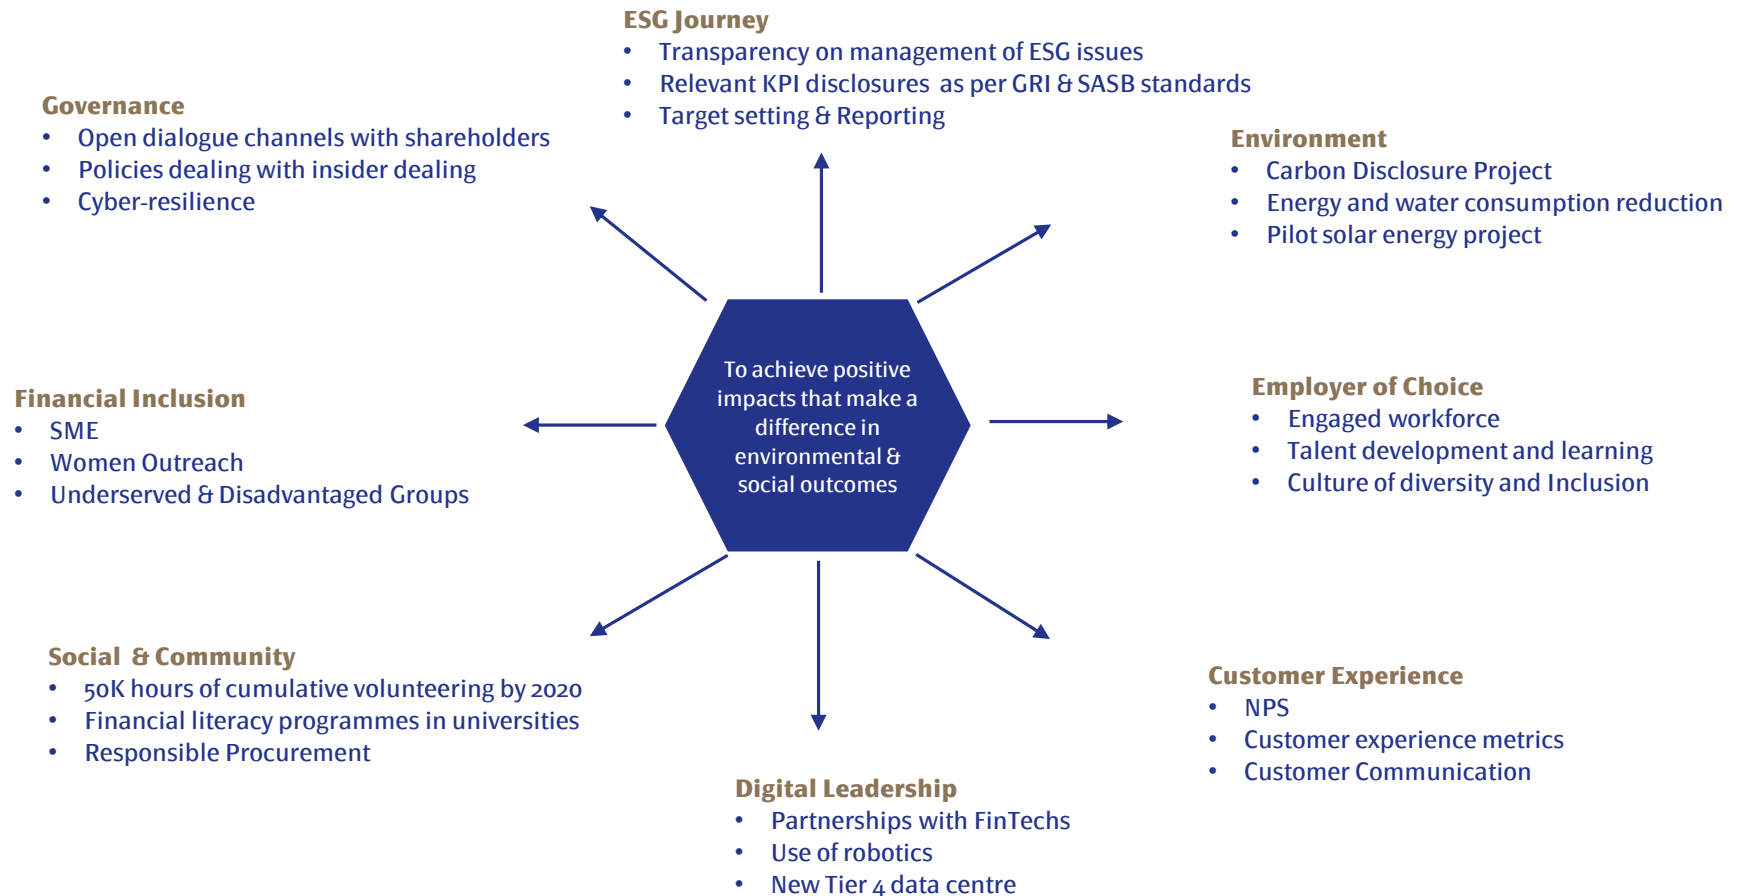 ESG Journey
• Transparency on management of ESG issues
• Relevant KPI disclosures as per GRI & SASB standards
• Target setting & Reporting
Governance
• Open dialogue channels with shareholders
• Policies dealing with insider dealing
• Cyber-resilience
Environment
• Carbon Disclosure Project
• Energy and water consumption reduction
• Pilot solar energy project
To achieve positive
impacts that make a
difference in
environmental &
social outcomes
Financial Inclusion
• SME
• Women Outreach
• Underserved & Disadvantaged Groups
Employer of Choice
• Engaged workforce
• Talent development and learning
• Culture of diversity and Inclusion
Social & Community
• 50K hours of cumulative volunteering by 2020
• Financial literacy programmes in universities
• Responsible Procurement
Customer Experience
• NPS
• Customer experience metrics
• Customer Communication
Digital Leadership
• Partnerships with FinTechs
• Use of robotics
• New Tier 4 data centre